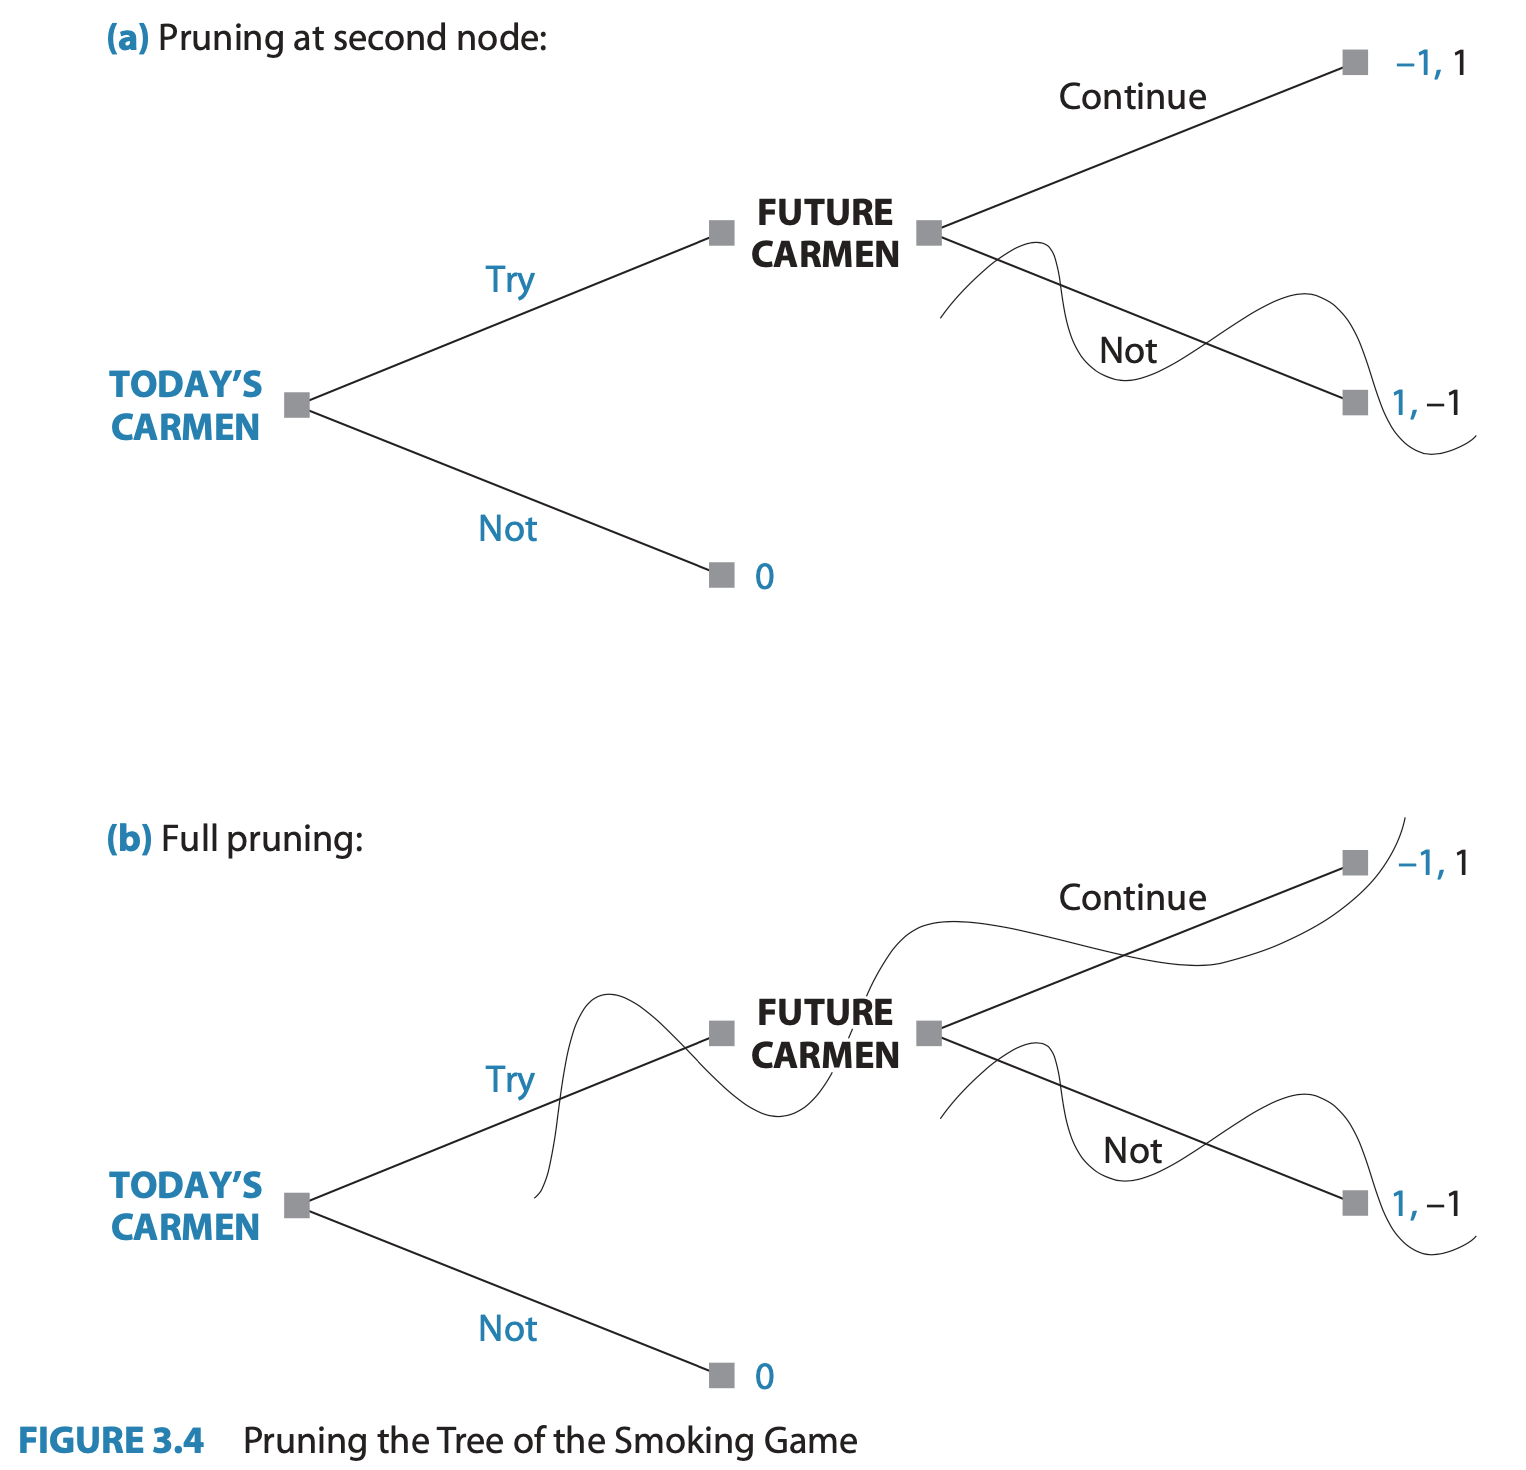 (a) Pruning at second node:
–1, 1
Continue
FUTURE
CARMEN
Try
Not
TODAY’S
CARMEN
1, –1
Not
0
(b) Full pruning:
–1, 1
Continue
FUTURE
CARMEN
Try
Not
TODAY’S
CARMEN
1, –1
Not
0
FIGURE 3.4 Pruning the Tree of the Smoking Game